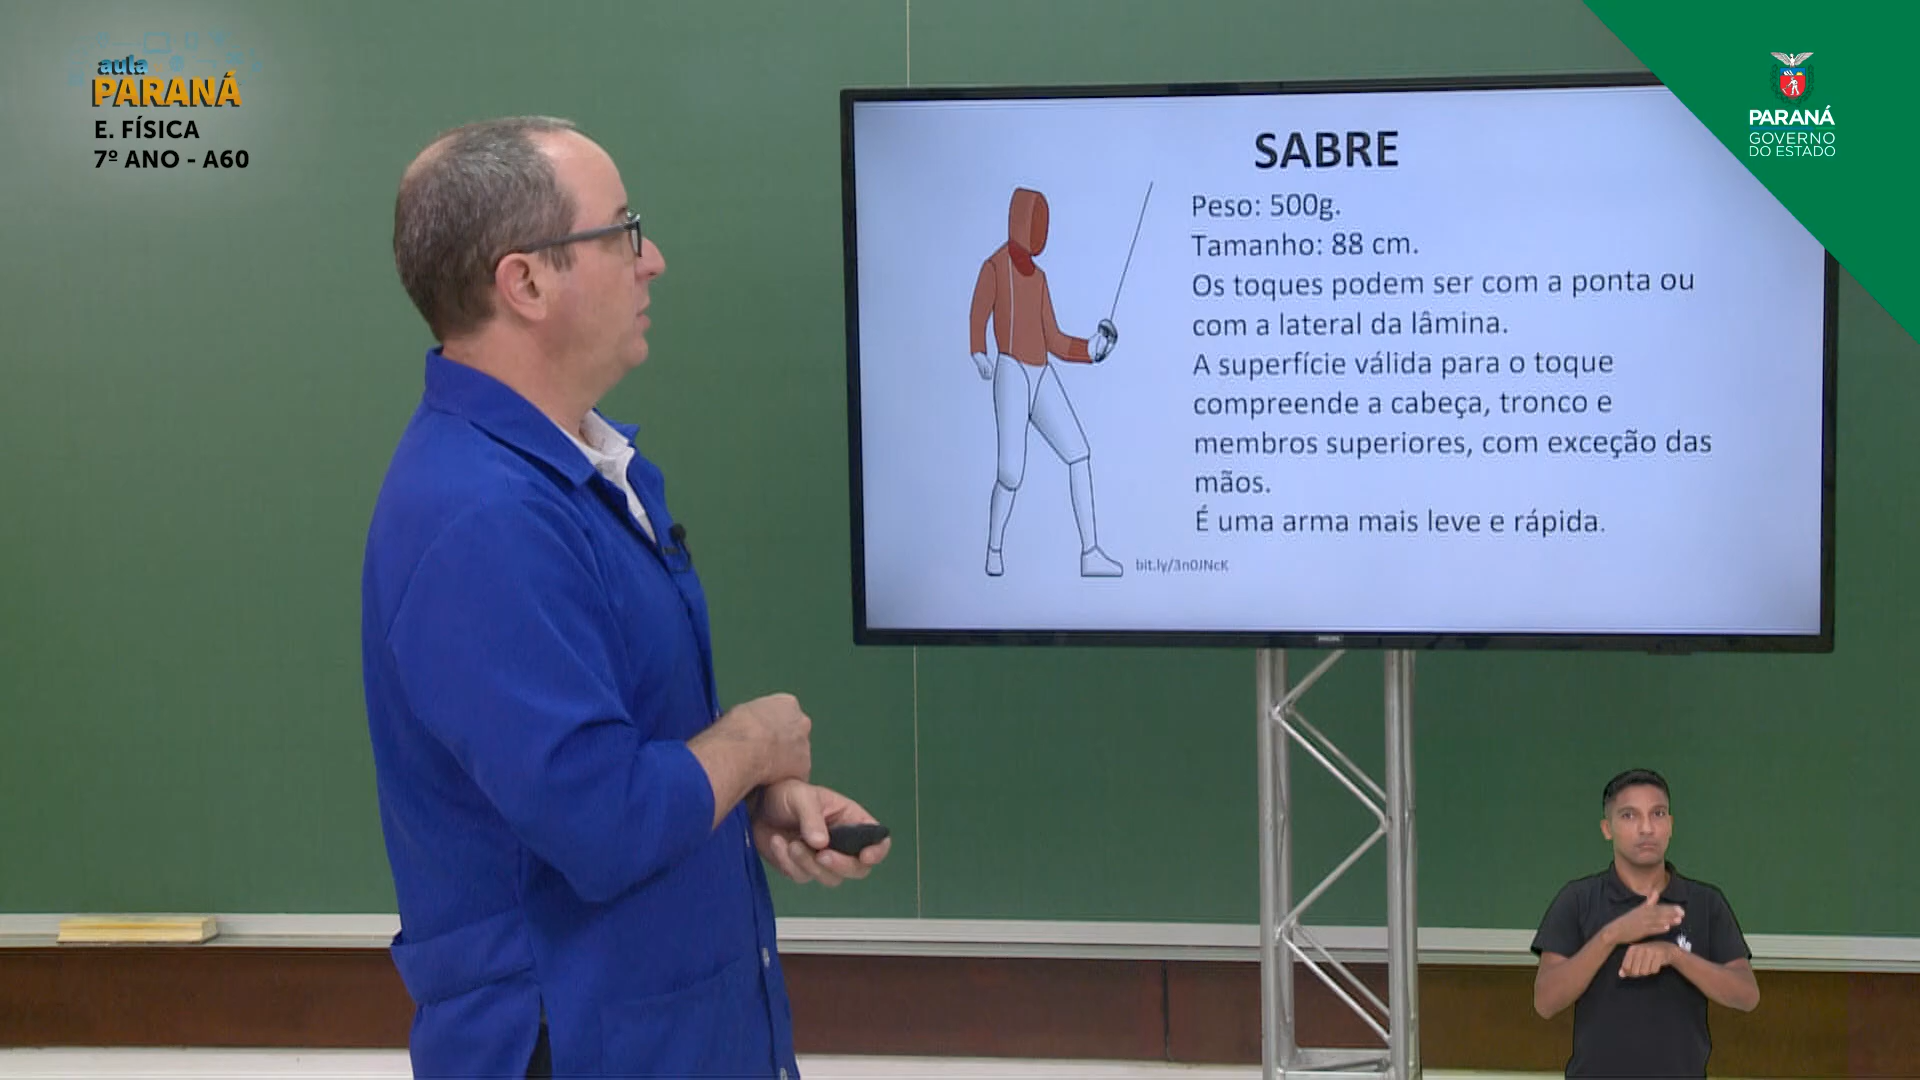 aula
PARANÁ
E. FÍSICA
7º ANO - A60
PARANÁ
GOVERNO
DO ESTADO
SABRE
Peso: 500g.
Tamanho: 88 cm.
Os toques podem ser com a ponta ou
com a lateral da lâmina.
A superfície válida para o toque
compreende a cabeça, tronco e
membros superiores, com exceção das
mãos.
É uma arma mais leve e rápida.
bit.ly/3n0JNcK
PHILIPS